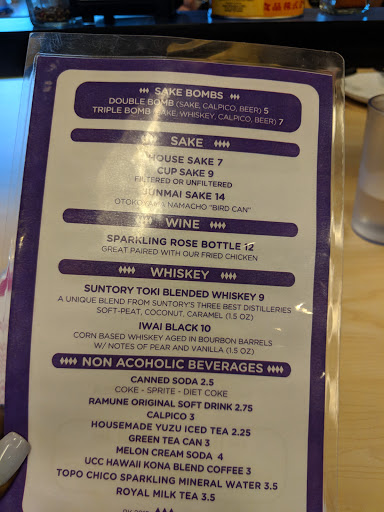 SAKE BOMBS
DOUBLE BOMB (SAKE, CALPICO, BEER) 5
TRIPLE BOMB (SAKE, WHISKEY, CALPICO, BEER) 7
SAKE
HOUSE SAKE 7
CUP SAKE 9
FILTERED OR UNFILTERED
JUNMAI SAKE 14
OTOKOYAMA NAMACHO "BIRD CAN"
WINE
SPARKLING ROSE BOTTLE 12
GREAT PAIRED WITH OUR FRIED CHICKEN
WHISKEY
SUNTORY TOKI BLENDED WHISKEY 9
A UNIQUE BLEND FROM SUNTORY'S THREE BEST DISTILLERIES
SOFT-PEAT, COCONUT, CARAMEL (1.5 OZ)
IWAI BLACK 10
CORN BASED WHISKEY AGED IN BOURBON BARRELS
W/ NOTES OF PEAR AND VANILLA (1.5 OZ)
NON ACOHOLIC BEVERAGES
CANNED SODA 2.5
COKE - SPRITE - DIET COKE
RAMUNE ORIGINAL SOFT DRINK 2.75
CALPICO 3
HOUSEMADE YUZU ICED TEA 2.25
GREEN TEA CAN 3
MELON CREAM SODA 4
UCC HAWAII KONA BLEND COFFEE 3
TOPO CHICO SPARKLING MINERAL WATER 3.5
ROYAL MILK TEA 3.5